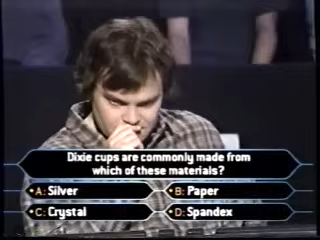 Dixie cups are commonly made from
which of these materials?
A: Silver
B: Paper
C: Crystal
D: Spandex